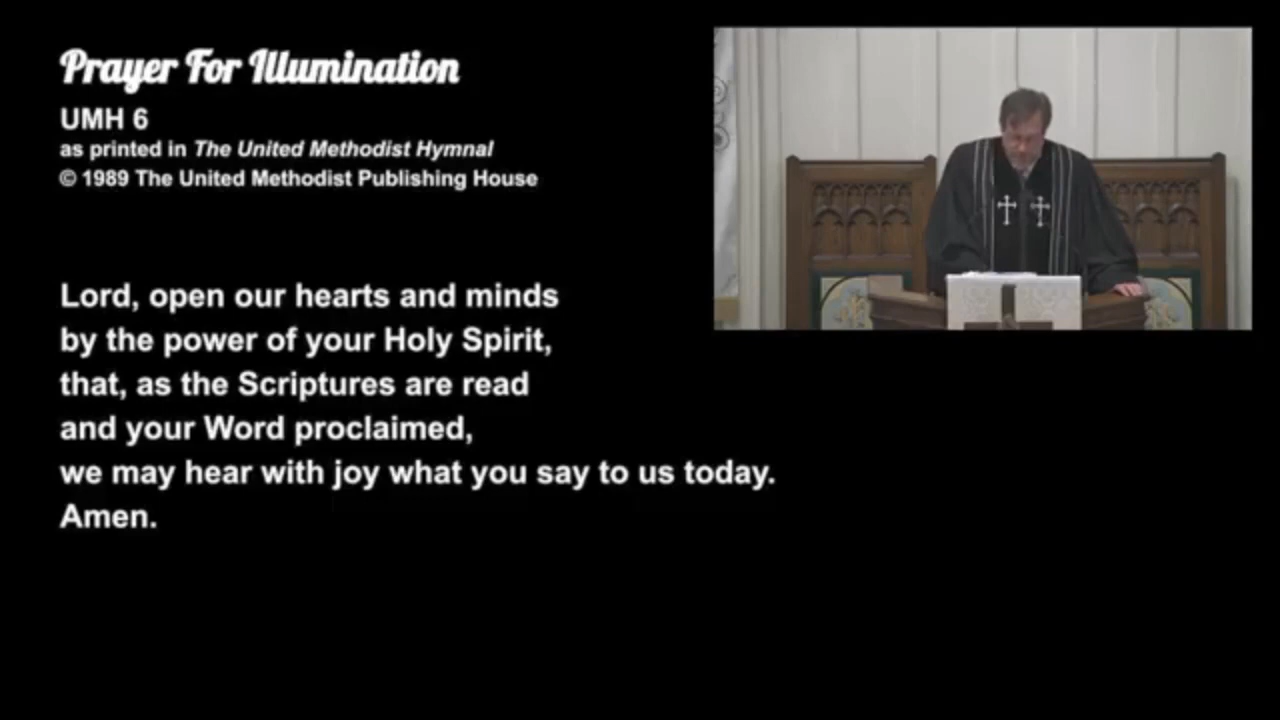 Prayer For Illumination
UMH 6
as printed in The United Methodist Hymnal
© 1989 The United Methodist Publishing House
Lord, open our hearts and minds
by the power of your Holy Spirit,
that, as the Scriptures are read
and your Word proclaimed,
we may hear with joy what you say to us today.
Amen.